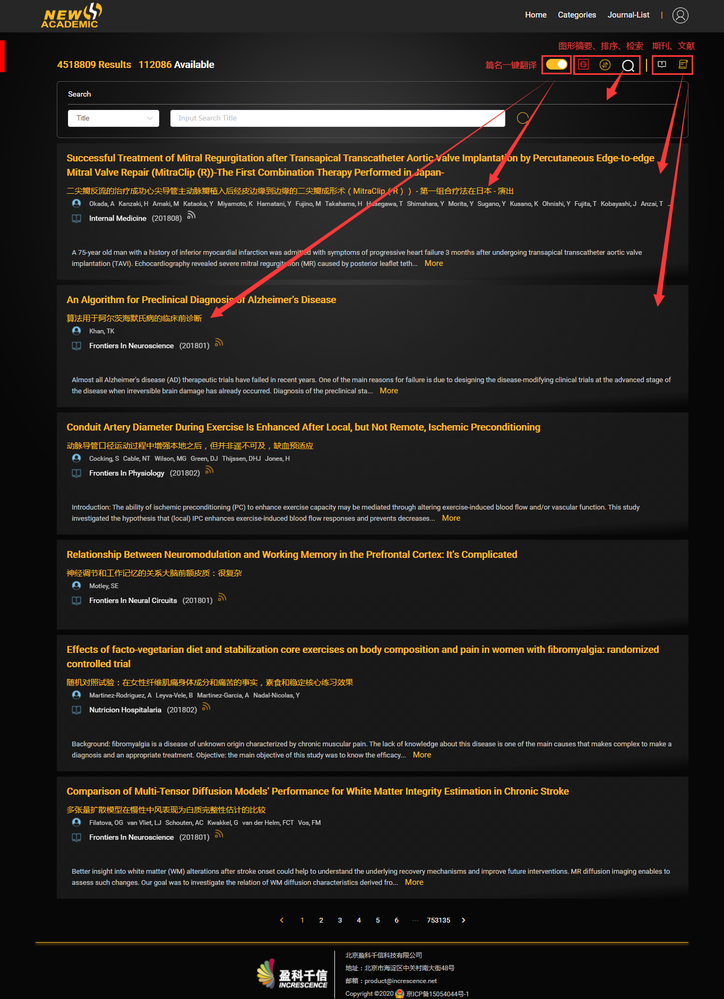 NEW
ACADEMIC
Home Categories Journal-List |
图形摘要、排序、检索 期刊、文献
4518809 Results 112086 Available
篇名一键翻译
G
Search
Title
Input Search Title
Successful Treatment of Mitral Regurgitation after Transapical Transcatheter Aortic Valve Implantation by Percutaneous Edge-to-edge
Mitral Valve Repair (MitraClip (R))-The First Combination Therapy Performed in Japan-
二尖瓣反流的治疗成功心尖导管主动脉瓣植入后经皮边缘到边缘的二尖瓣成形术（MitraClip（R）） - 第一组合疗法在日本 - 演出
Okada, A Kanzaki, H Amaki, M Kataoka, Y Miyamoto, K Hamatani, Y Fujino, M Takahama, H Hasegawa, T Shimahara, Y Morita, Y Sugano, Y Kusano, K Ohnishi, Y Fujita, T Kobayashi, J Anzai, T ..
Internal Medicine (201808)
A 75-year old man with a history of inferior myocardial infarction was admitted with symptoms of progressive heart failure 3 months after undergoing transapical transcatheter aortic valve
implantation (TAVI). Echocardiography revealed severe mitral regurgitation (MR) caused by posterior leaflet teth... More
An Algorithm for Preclinical Diagnosis of Alzheimer's Disease
算法用于阿尔茨海默氏病的临床前诊断
Khan, TK
Frontiers In Neuroscience (201801)
Almost all Alzheimer's disease (AD) therapeutic trials have failed in recent years. One of the main reasons for failure is due to designing the disease-modifying clinical trials at the advanced stage of
the disease when irreversible brain damage has already occurred. Diagnosis of the preclinical sta... More
Conduit Artery Diameter During Exercise Is Enhanced After Local, but Not Remote, Ischemic Preconditioning
动脉导管口径运动过程中增强本地之后，但并非遥不可及，缺血预适应
Cocking, S Cable, NT Wilson, MG Green, DJ Thijssen, DHJ Jones, H
Frontiers In Physiology (201802)
Introduction: The ability of ischemic preconditioning (PC) to enhance exercise capacity may be mediated through altering exercise-induced blood flow and/or vascular function. This study
investigated the hypothesis that (local) IPC enhances exercise-induced blood flow responses and prevents decreases... More
Relationship Between Neuromodulation and Working Memory in the Prefrontal Cortex: It's Complicated
神经调节和工作记忆的关系大脑前额皮质：很复杂
Motley, SE
Frontiers In Neural Circuits (201801)
Effects of facto-vegetarian diet and stabilization core exercises on body composition and pain in women with fibromyalgia: randomized
controlled trial
随机对照试验：在女性纤维肌痛身体成分和痛苦的事实，素食和稳定核心练习效果
Martinez-Rodriguez, A Leyva-Vele, B Martinez-Garcia, A Nadal-Nicolas, Y
Nutricion Hospitalaria (201802)
Background: fibromyalgia is a disease of unknown origin characterized by chronic muscular pain. The lack of knowledge about this disease is one of the main causes that makes complex to make a
diagnosis and an appropriate treatment. Objective: the main objective of this study was to know the efficacy... More
Comparison of Multi-Tensor Diffusion Models' Performance for White Matter Integrity Estimation in Chronic Stroke
多张量扩散模型在慢性中风表现为白质完整性估计的比较
Filatova, OG van Vliet, LJ Schouten, AC Kwakkel, G van der Helm, FCT Vos, FM
Frontiers In Neuroscience (201801)
Better insight into white matter (WM) alterations after stroke onset could help to understand the underlying recovery mechanisms and improve future interventions. MR diffusion imaging enables to
assess such changes. Our goal was to investigate the relation of WM diffusion characteristics derived fro... More
1 2 3 4 5 6 ··· 753135
盈科千信
INCRESCENCE
北京盈科千信科技有限公司
地址：北京市海淀区中关村南大街48号
邮箱：product@increscence.net
Copyright ©2020 京ICP备15054044号-1